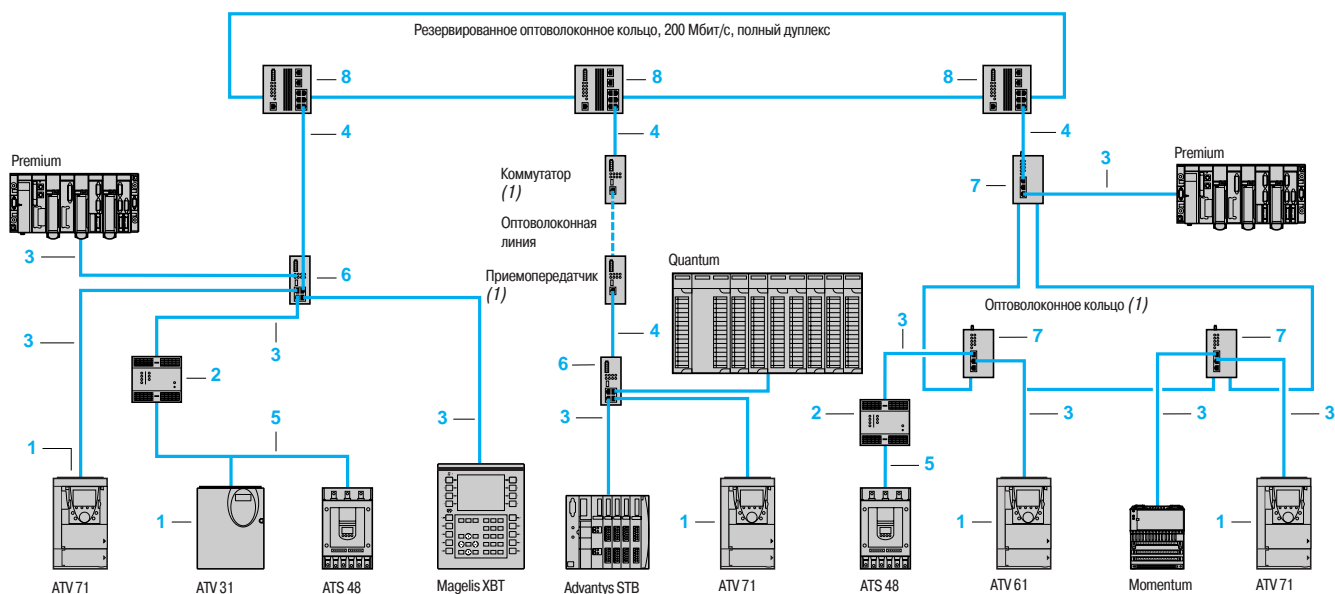 Резервированное оптоволоконное кольцо, 200 Мбит/с, полный дуплекс
8
8
8
4
4
4
Premium
Коммутатор
(1)
7
3
Premium
Оптоволоконная
линия
3
6
Приемопередатчик
(1)
Quantum
Оптоволоконное кольцо (1)
3
3
4
3
7
7
2
6
5
3
3
2
3
3
3
1
5
1
1
1
1
ATV 71
ATV 31
ATS 48
Magelis XBT
Advantys STB
ATV 71
ATS 48
ATV 61
Momentum
ATV 71